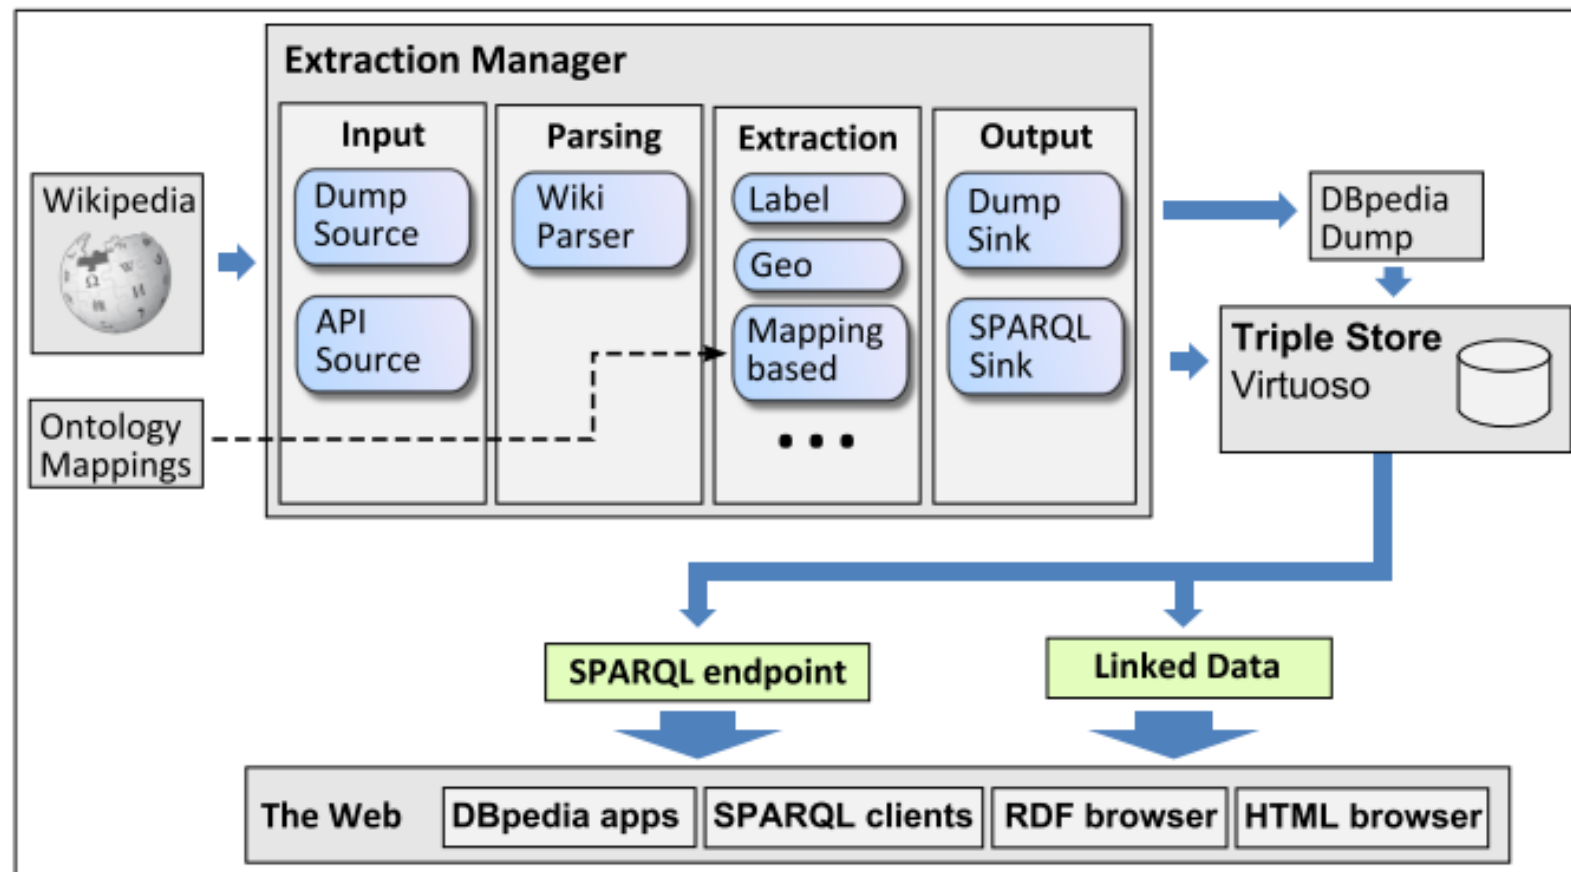 Extraction Manager
Input
Parsing
Extraction
Output
Wikipedia
Dump
Source
API
Source
Wiki
Parser
Label
Geo
Mapping
based
...
Dump
Sink
SPARQL
Sink
DBpedia
Dump
Triple Store
Virtuoso
Ontology
Mappings
SPARQL endpoint
Linked Data
The Web
DBpedia apps
SPARQL clients
RDF browser
HTML browser